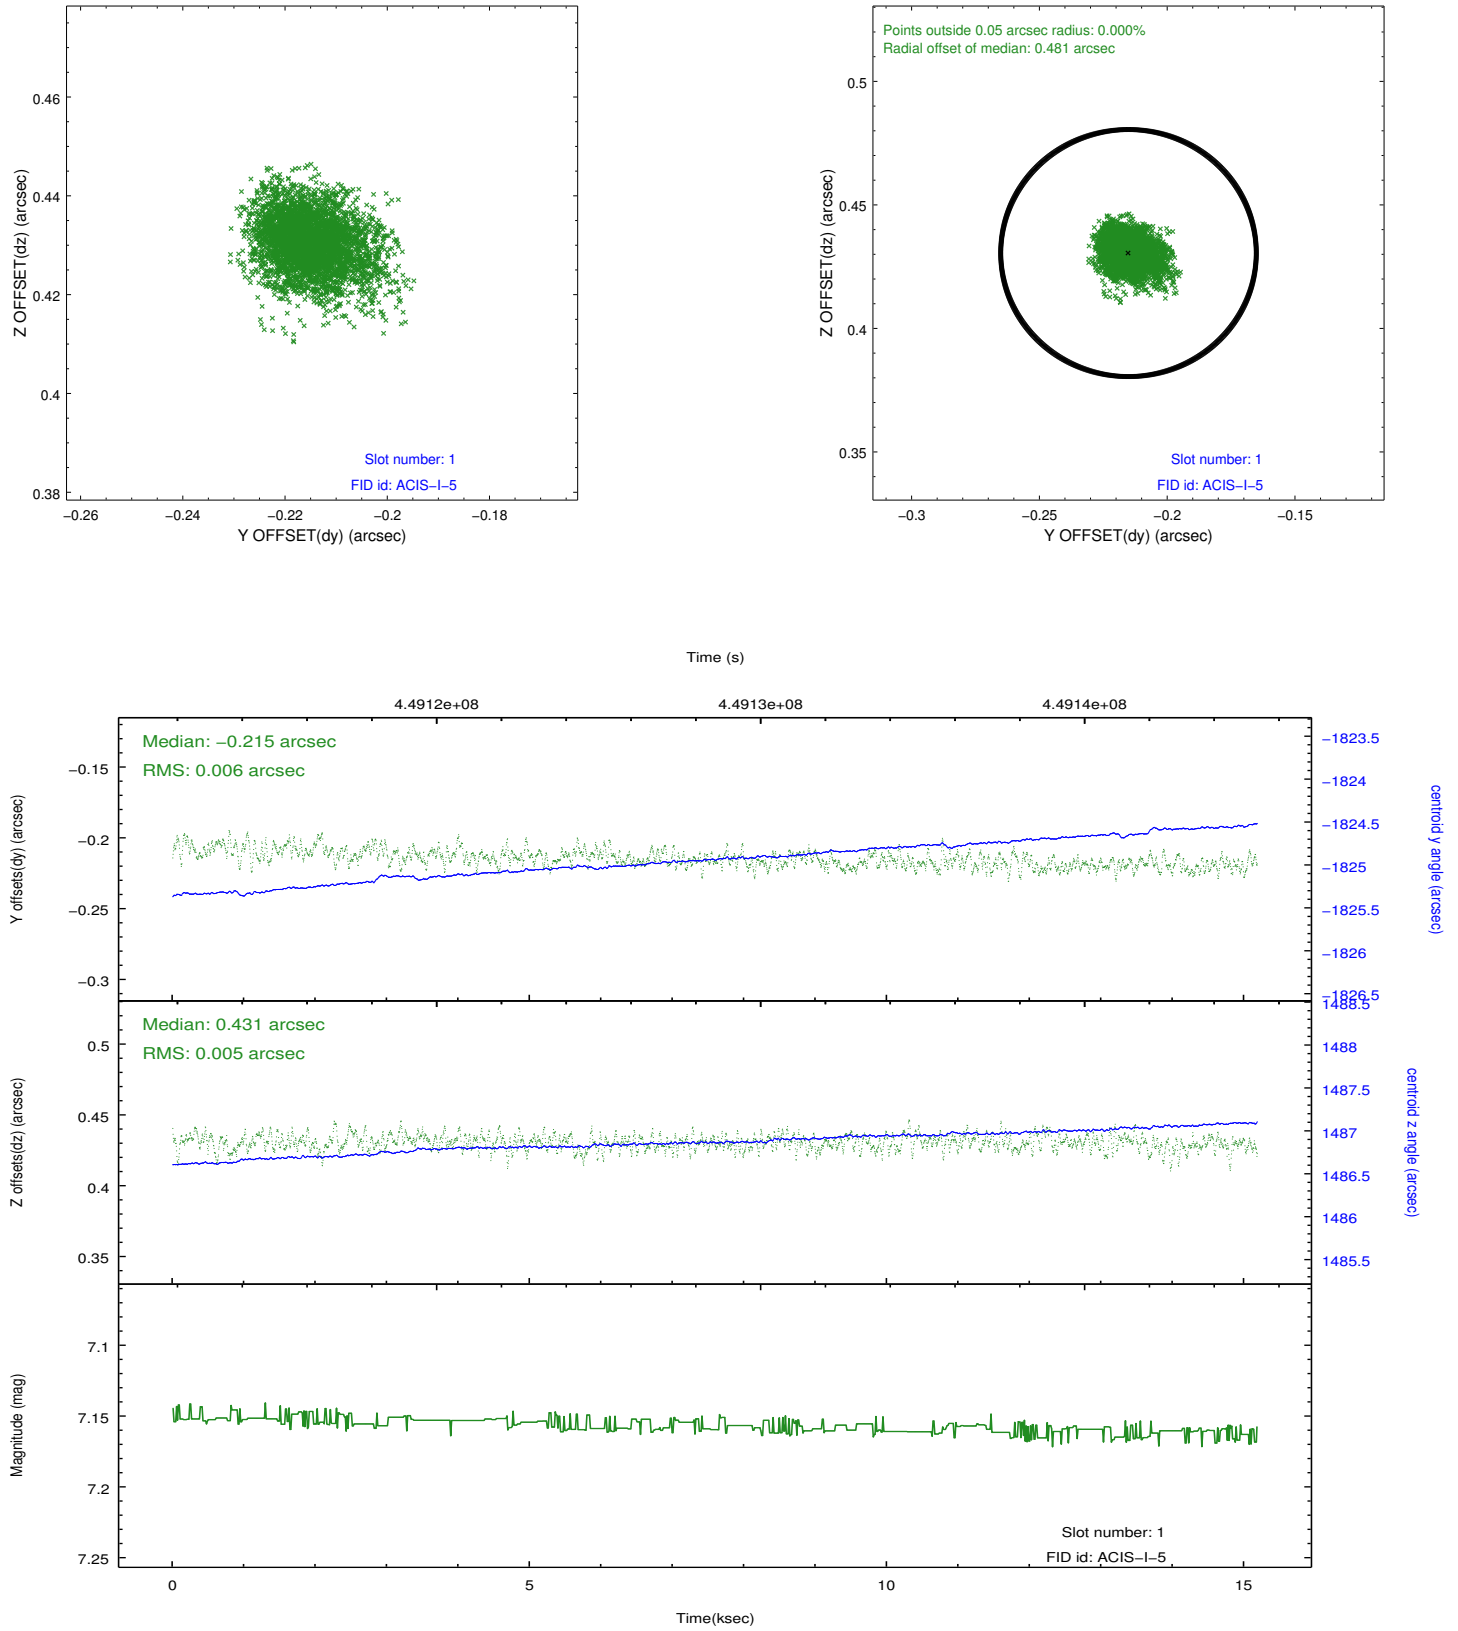 0.46
0.44
0.42
0.4
0.38
Z OFFSET(dz) (arcsec)
Slot number: 1
FID id: ACIS−I−5
−0.26
−0.24
−0.22
−0.2
−0.18
Y OFFSET(dy) (arcsec)
Points outside 0.05 arcsec radius: 0.000%
Radial offset of median: 0.481 arcsec
0.5
0.45
0.4
0.35
Z OFFSET(dz) (arcsec)
Slot number: 1
FID id: ACIS−I−5
−0.3
−0.25
−0.2
−0.15
Y OFFSET(dy) (arcsec)
Time (s)
4.4912e+08
4.4913e+08
4.4914e+08
Median: −0.215 arcsec
RMS: 0.006 arcsec
−0.15
−0.2
−0.25
−0.3
Y offsets(dy) (arcsec)
−1823.5
−1824
−1824.5
−1825
−1825.5
−1826
−1826.5
centroid y angle (arcsec)
Median: 0.431 arcsec
RMS: 0.005 arcsec
0.5
0.45
0.4
0.35
Z offsets(dz) (arcsec)
1488.5
1488
1487.5
1487
1486.5
1486
1485.5
centroid z angle (arcsec)
7.1
7.15
7.2
7.25
Magnitude (mag)
Slot number: 1
FID id: ACIS−I−5
0
5
10
15
Time(ksec)